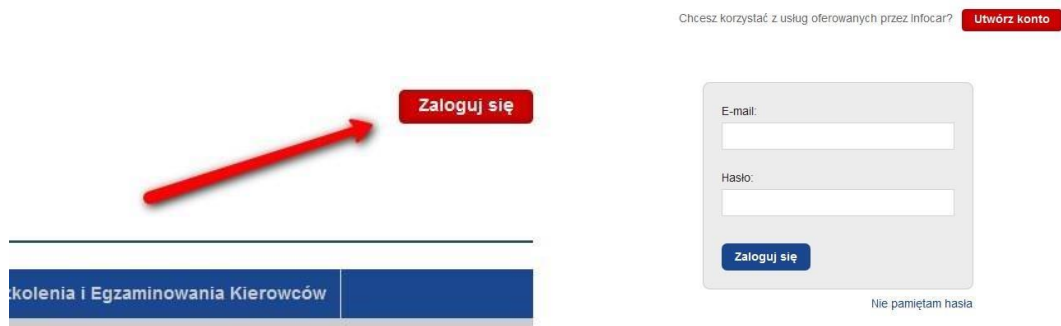 Chcesz korzystać z usług oferowanych przez Infocar? Utwórz konto
Zaloguj się
zkolenia i Egzaminowania Kierowców
E-mail:
Hasło:
Zaloguj się
Nie pamiętam hasła